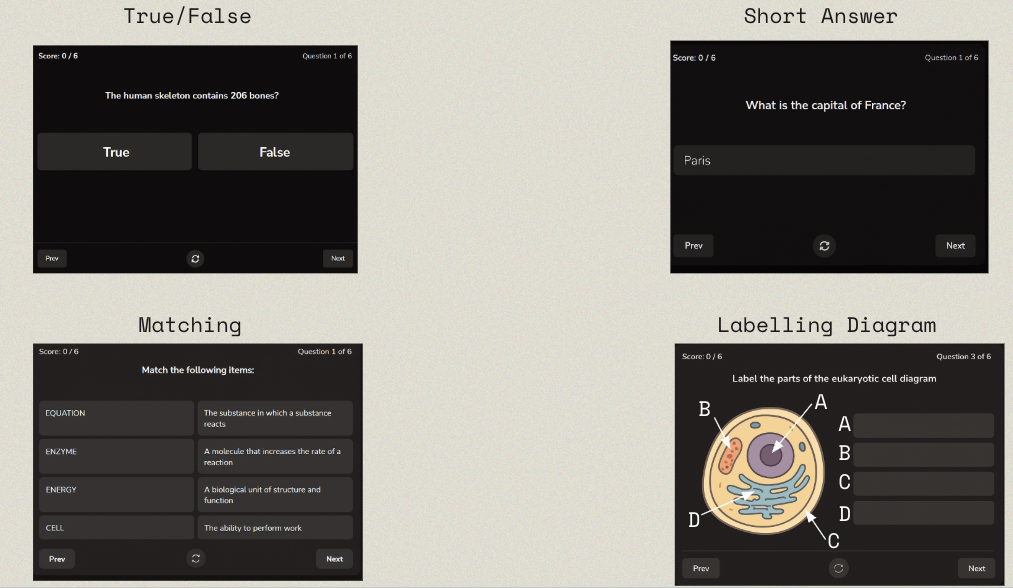 True/False
Score: 0 / 6
Question 1 of 6
The human skeleton contains 206 bones?
True
False
Prev
Next
Short Answer
Score: 0 / 6
Question 1 of 6
What is the capital of France?
Paris
Prev
Next
Matching
Score: 0 / 6
Question 1 of 6
Match the following items:
EQUATION
The substance in which a substance
reacts
ENZYME
A molecule that increases the rate of a
reaction
ENERGY
A biological unit of structure and
function
CELL
The ability to perform work
Prev
Next
Labelling Diagram
Score: 0 / 6
Question 3 of 6
Label the parts of the eukaryotic cell diagram
B
A
D
C
A
B
C
D
Prev
Next